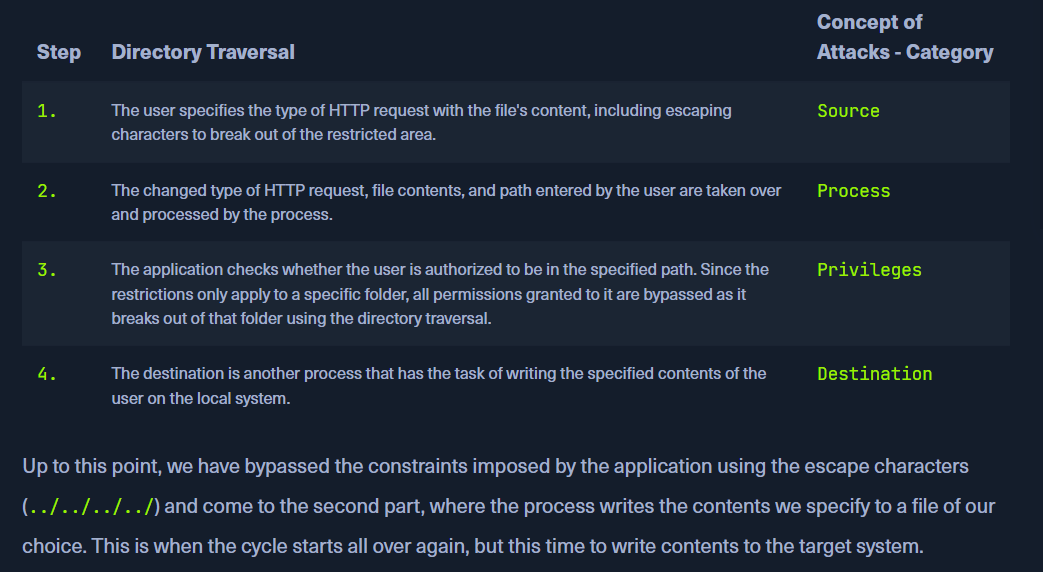 Step Directory Traversal Concept of Attacks - Category
1. The user specifies the type of HTTP request with the file's content, including escaping Source
characters to break out of the restricted area.
2. The changed type of HTTP request, file contents, and path entered by the user are taken over Process
and processed by the process.
3. The application checks whether the user is authorized to be in the specified path. Since the Privileges
restrictions only apply to a specific folder, all permissions granted to it are bypassed as it
breaks out of that folder using the directory traversal.
4. The destination is another process that has the task of writing the specified contents of the Destination
user on the local system.
Up to this point, we have bypassed the constraints imposed by the application using the escape characters
(../../../../) and come to the second part, where the process writes the contents we specify to a file of our
choice. This is when the cycle starts all over again, but this time to write contents to the target system.